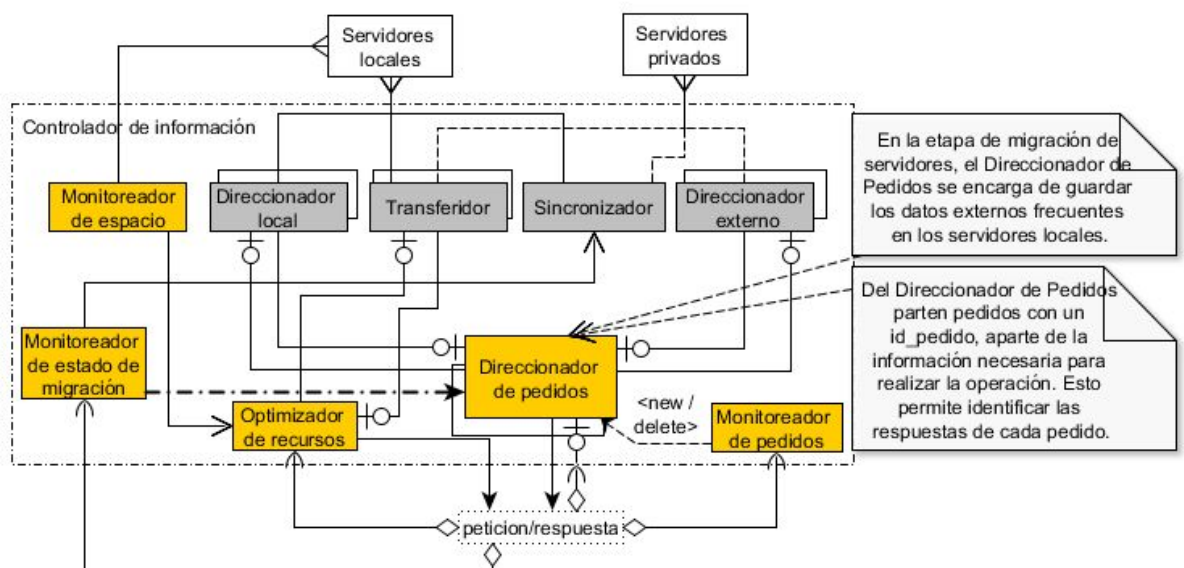 Servidores
locales
Servidores
privados
Controlador de información
Monitoreador
de espacio
Direccionador
local
Transferidor
Sincronizador
Direccionador
externo
En la etapa de migración de
servidores, el Direccionador de
Pedidos se encarga de guardar
los datos externos frecuentes
en los servidores locales.
Del Direccionador de Pedidos
parten pedidos con un
id_pedido, aparte de la
información necesaria para
realizar la operación. Esto
permite identificar las
respuestas de cada pedido.
Monitoreador
de estado de
migración
Direccionador
de pedidos
Optimizador
de recursos
<new /
delete>
Monitoreador
de pedidos
peticion/respuesta